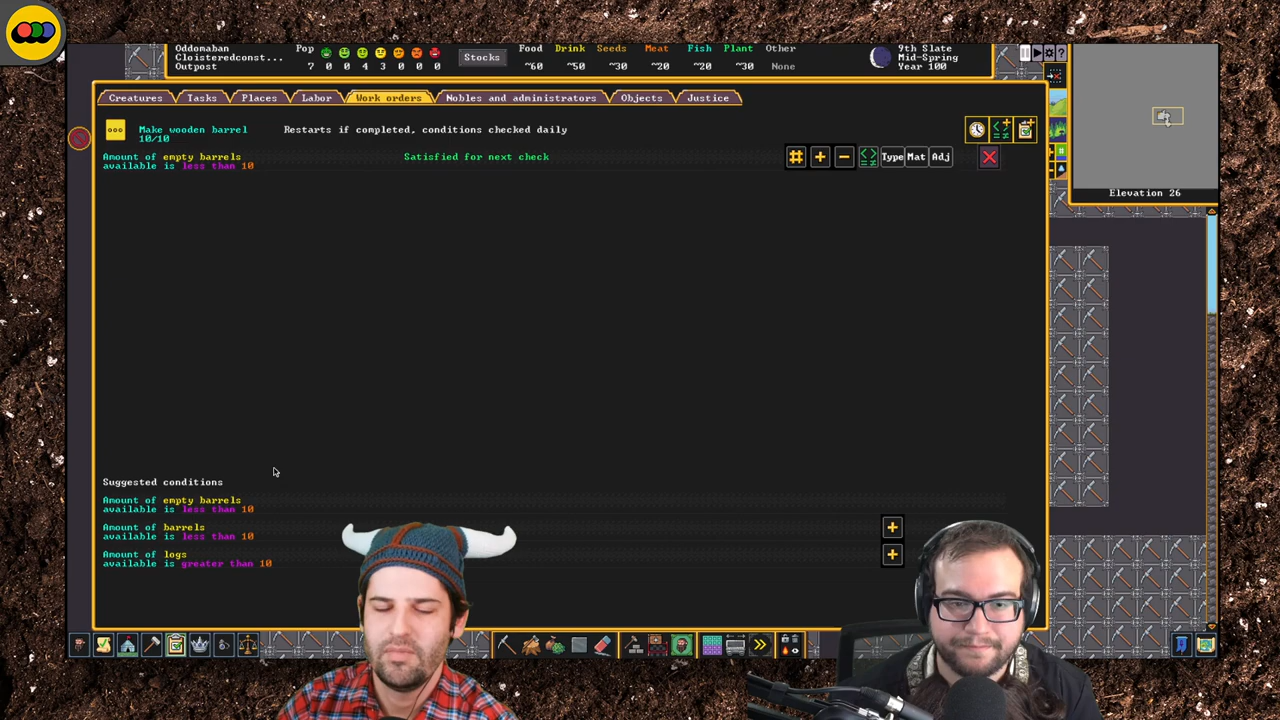 Oddomahan
Cloisteredconst...
Outpost
Pop
7 0 0 4 3 0 0 0
Stocks
Food Drink Seeds Meat Fish Plant Other
~60 ~50 ~30 ~20 ~20 ~30 None
9th Slate
Mid-Spring
Year 100
Creatures Tasks Places Labor Work orders Nobles and administrators Objects Justice
Make wooden barrel
10/10
Restarts if completed, conditions checked daily
Amount of empty barrels
available is less than 10
Satisfied for next check
Type Mat Adj
Elevation 26
Suggested conditions
Amount of empty barrels
available is less than 10
Amount of barrels
available is less than 10
Amount of logs
available is greater than 10